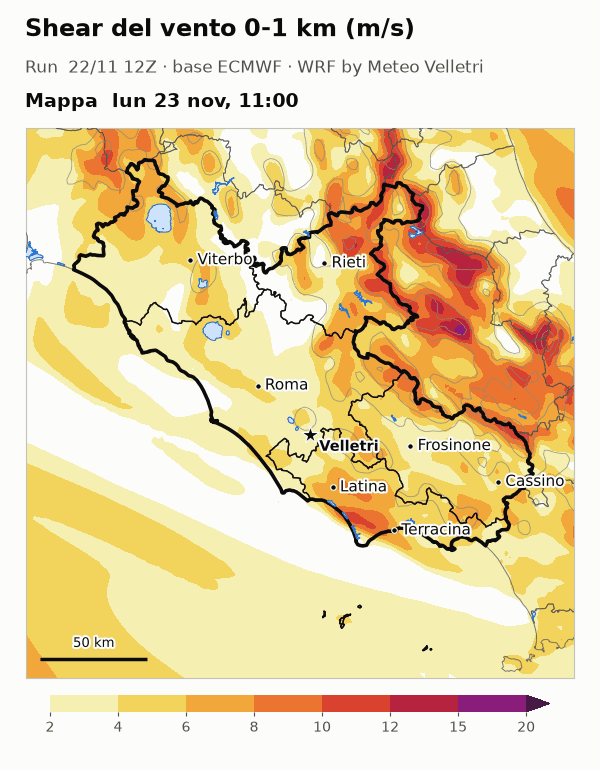 Shear del vento 0-1 km (m/s)
Run  22/11 12Z · base ECMWF · WRF by Meteo Velletri
Mappa  lun 23 nov, 11:00
Viterbo
Rieti
Roma
Velletri
Frosinone
Cassino
Latina
Terracina
50 km
2 4 6 8 10 12 15 20